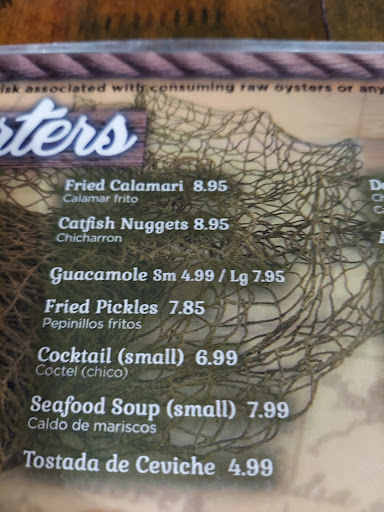 isk associated with consuming raw oysters or any
rters
Fried Calamari 8.95
Calamar frito
Catfish Nuggets 8.95
Chicharron
Guacamole Sm 4.99 / Lg 7.95
Fried Pickles 7.85
Pepinillos fritos
Cocktail (small) 6.99
Coctel (chico)
Seafood Soup (small) 7.99
Caldo de mariscos
Tostada de Ceviche 4.99